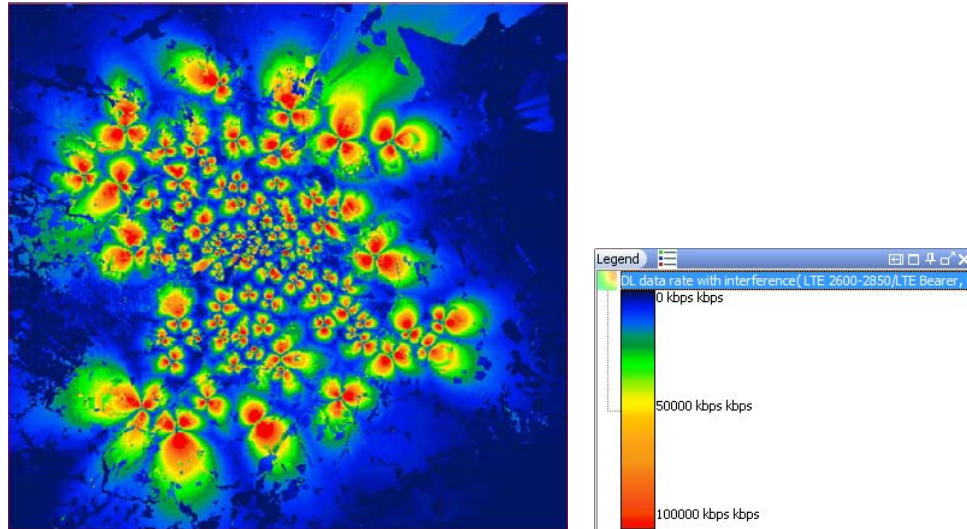 Legend
DL data rate with interference( LTE 2600-2850/LTE Bearer,
0 kbps kbps
50000 kbps kbps
100000 kbps kbps